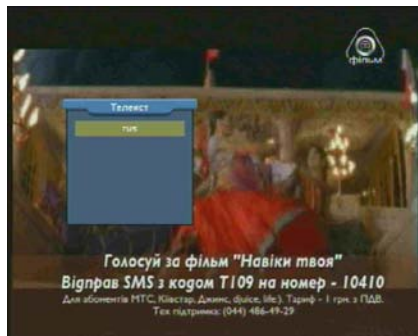 фільм
Телекст
Голосуй за фільм "Навіки твоя"
Відправ SMS з кодом Т109 на номер - 10410
Для абонентів МТС, Київстар, Джинс, djuice, life:). Тариф - 1 грн. з ПДВ.
Тех підтримка: (044) 486-49-29